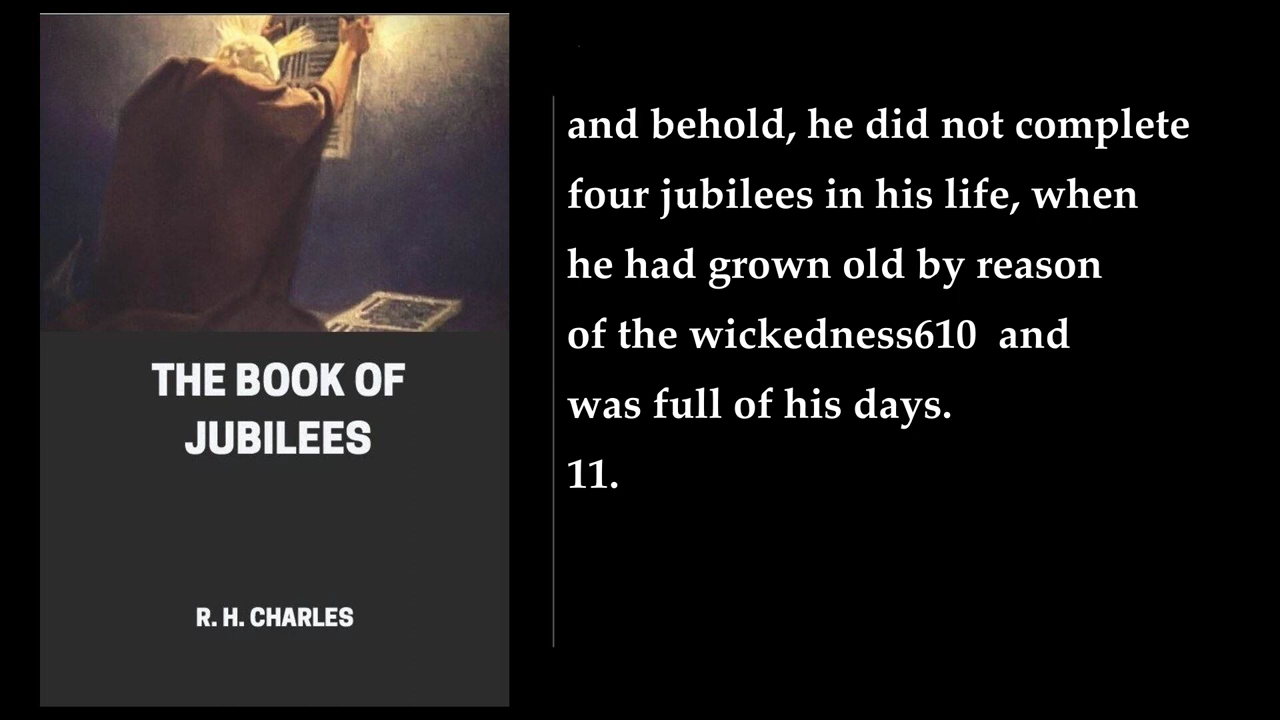 THE BOOK OF
JUBILEES
R. H. CHARLES
and behold, he did not complete
four jubilees in his life, when
he had grown old by reason
of the wickedness610  and
was full of his days.
11.